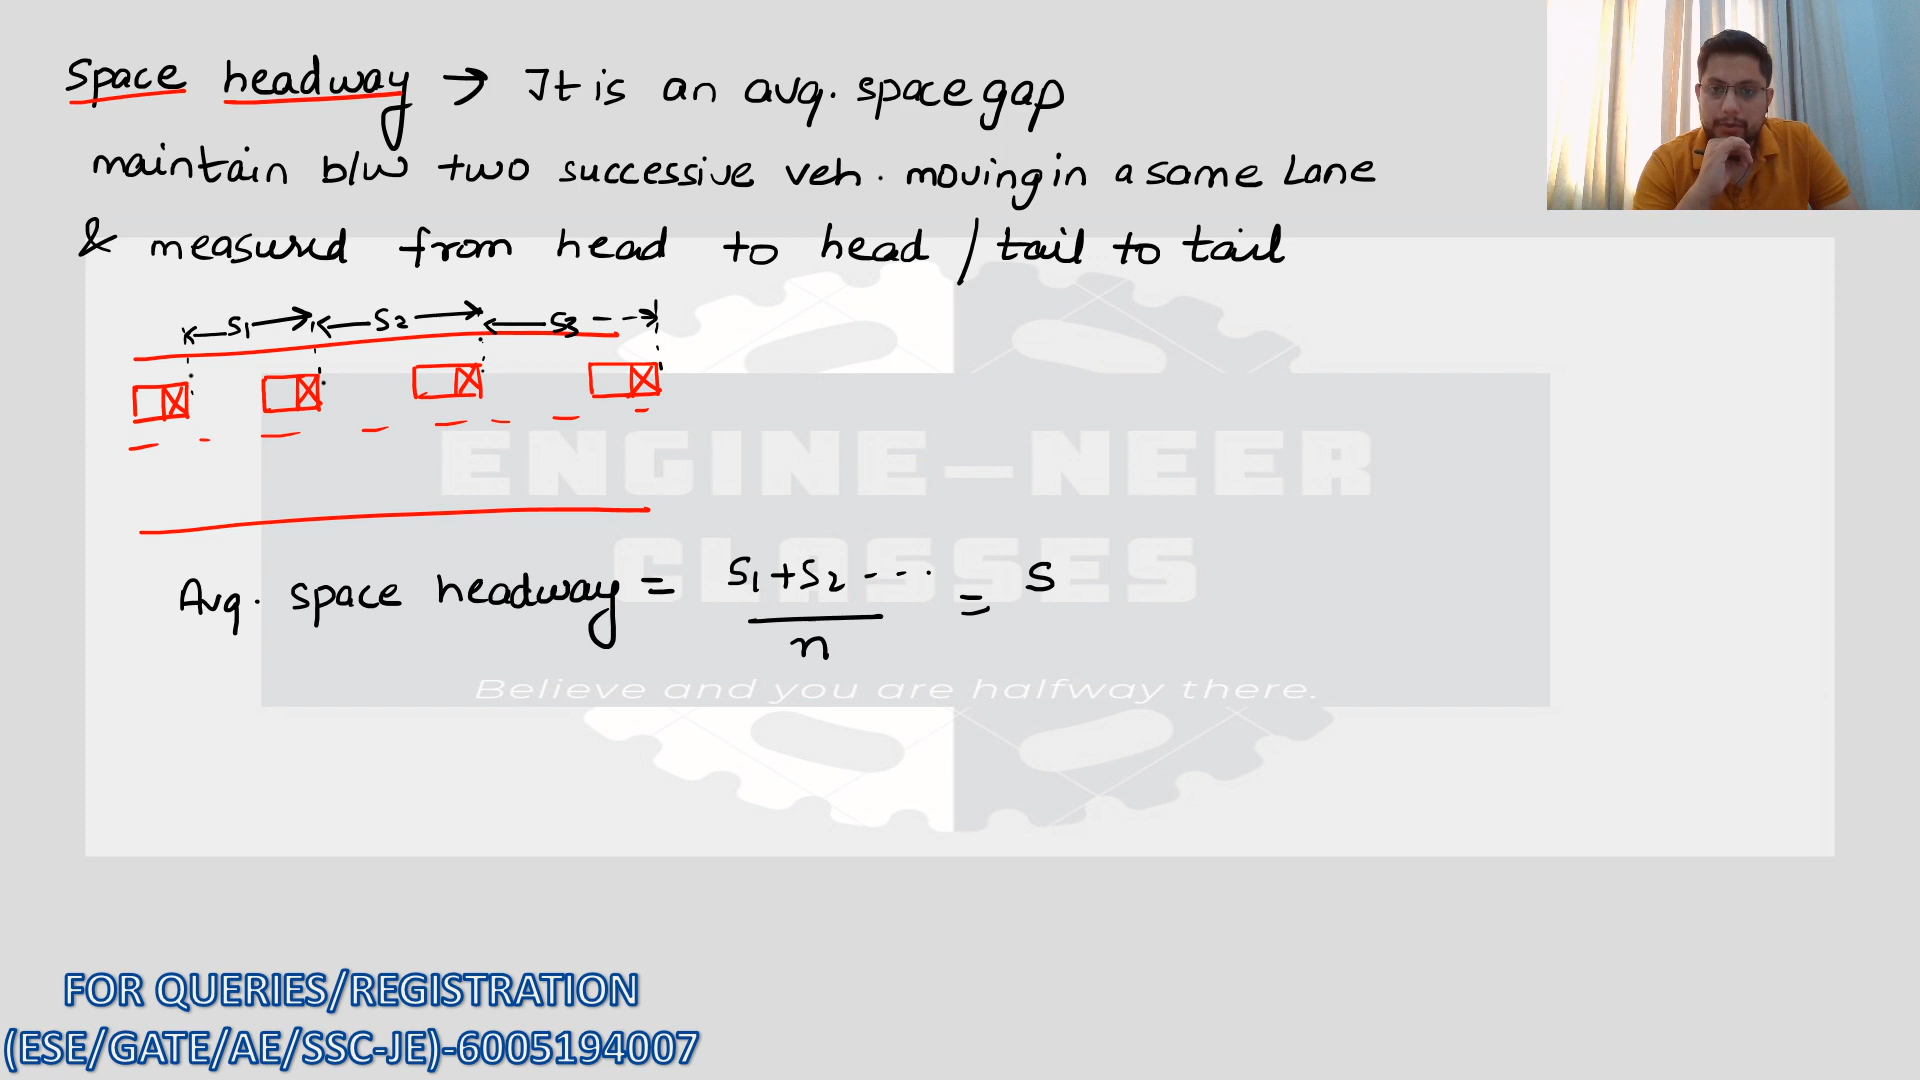 Space headway → It is an avg. space gap
maintain b/w two successive veh. moving in a same Lane
& measured from head to head / tail to tail
S1 S2 S3
ENGINE-NEER
CLASSES
Avg. space headway = S1+S2---- / n = S
Believe and you are halfway there.
FOR QUERIES/REGISTRATION
(ESE/GATE/AE/SSC-JE)-6005194007